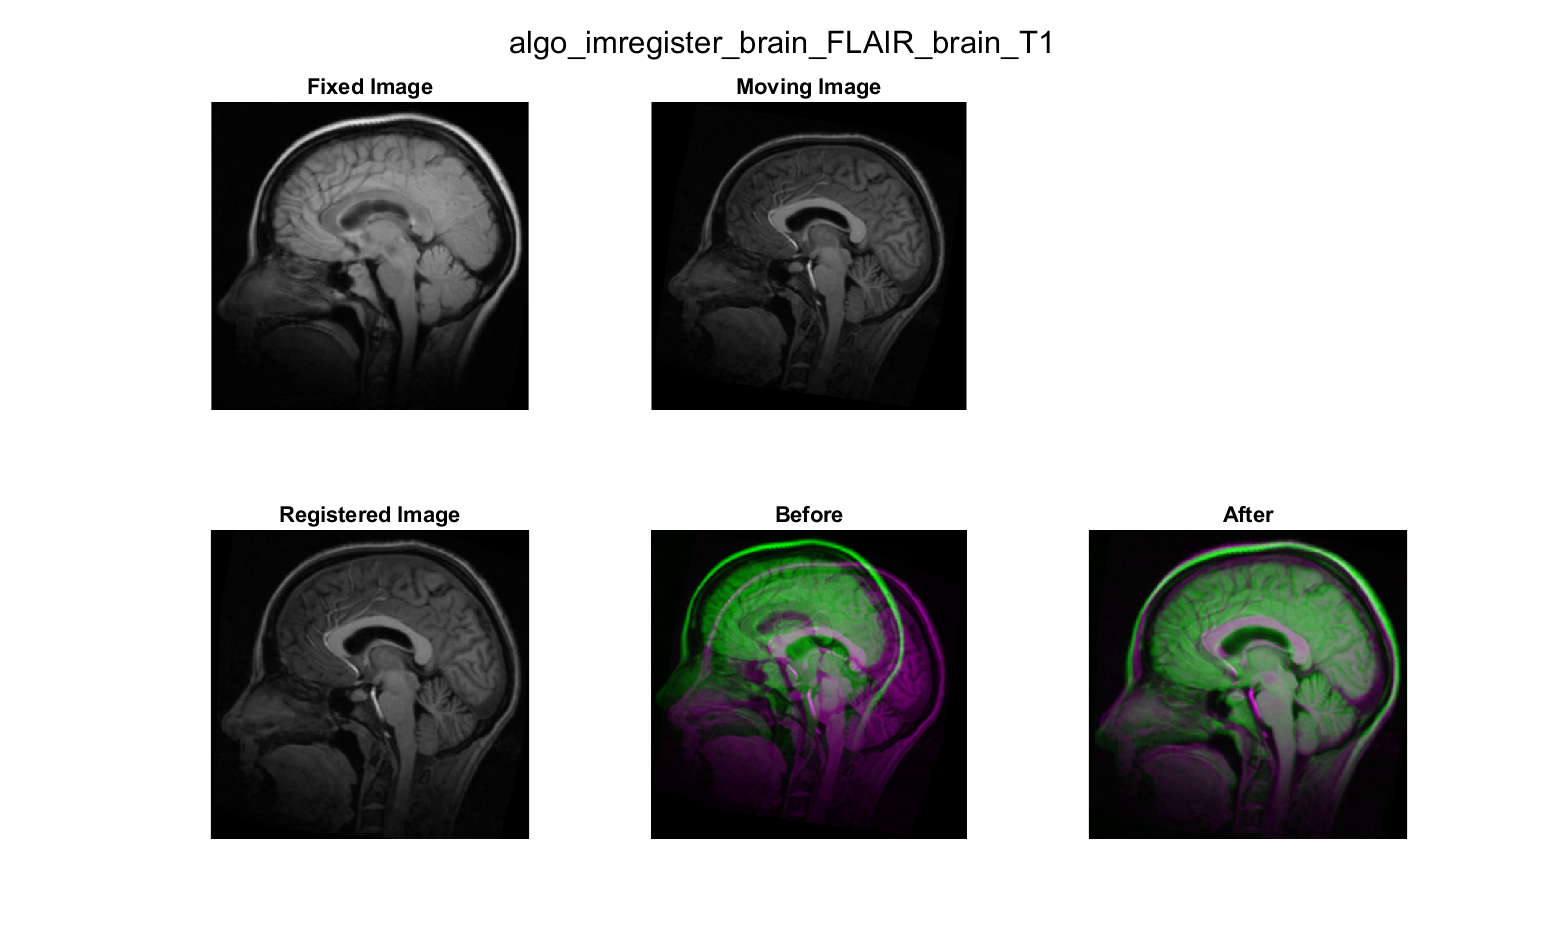 algo_imregister_brain_FLAIR_brain_T1
Fixed Image
Moving Image
Registered Image
Before
After